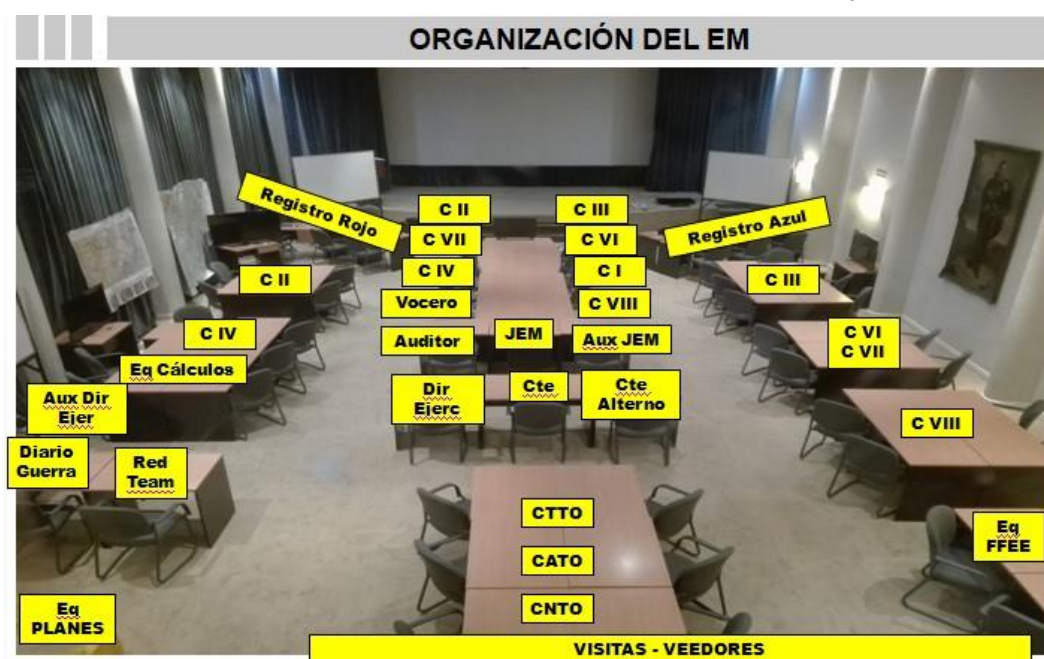 ORGANIZACIÓN DEL EM
Registro Rojo
C II
C III
Registro Azul
C VII
C VI
C II
C IV
C I
C III
Vocero
C VIII
C IV
Auditor
JEM
Aux JEM
C VI
C VII
Eq Cálculos
Dir
Ejerc
Cte
Cte
Alterno
Aux Dir
Ejer
C VIII
Diario
Guerra
Red
Team
CTTO
Eq
FFEE
CATO
CNTO
Eq
PLANES
VISITAS - VEEDORES